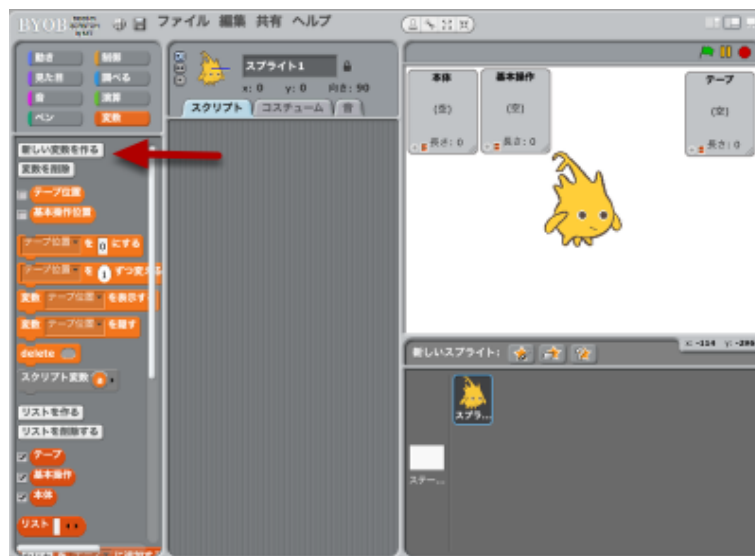 BYOB
ファイル 編集 共有 ヘルプ
動き 制御
見た目 調べる
音 演算
ペン 変数
新しい変数を作る
変数を削除
テープ位置
基本操作位置
テープ位置 を 0 にする
テープ位置 を 1 ずつ変える
変数 テープ位置 を表示す
変数 テープ位置 を隠す
delete
スクリプト変数 a
リストを作る
リストを削除する
テープ
基本操作
本体
リスト
スプライト1
x: 0 y: 0 向き: 90
スクリプト コスチューム 音
本体
(空)
長さ: 0
基本操作
(空)
長さ: 0
テープ
(空)
長さ: 0
新しいスプライト:
スプラ...
ステー...